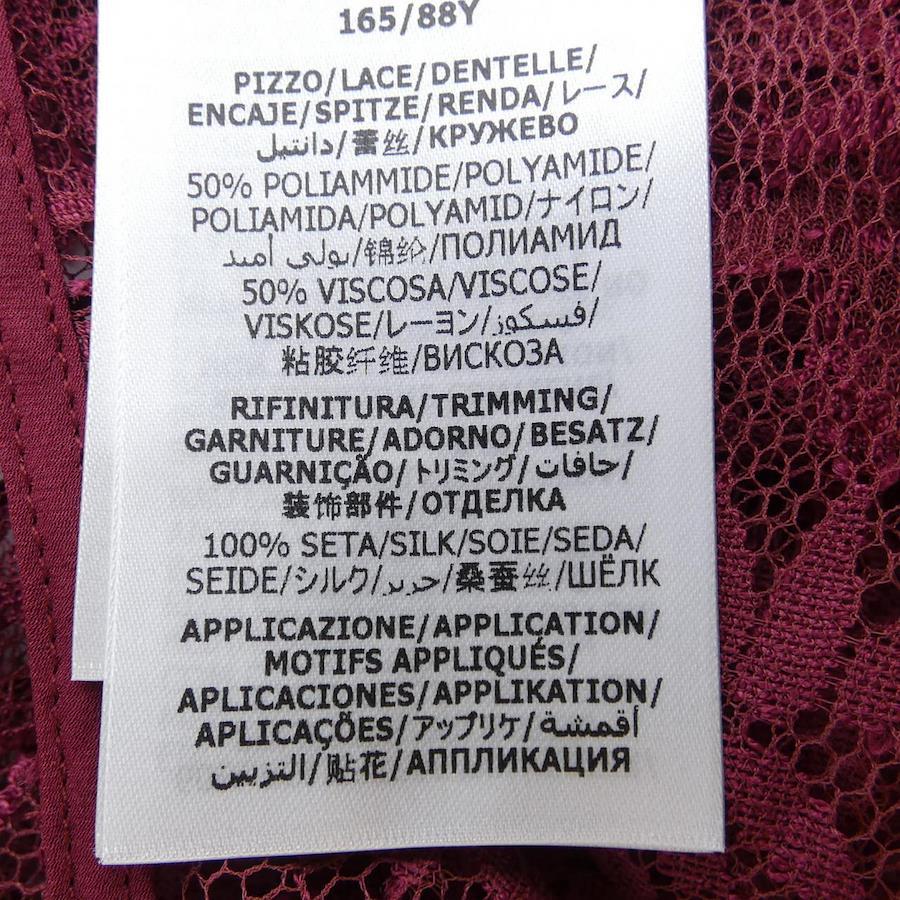 165/88Y
PIZZO/LACE/DENTELLE/
ENCAJE/SPITZE/RENDA/レース/
دانتيل/蕾丝/КРУЖЕВО
50% POLIAMMIDE/POLYAMIDE/
POLIAMIDA/POLYAMID/ナイロン/
بولي أميد/锦纶/ПОЛИАМИД
50% VISCOSA/VISCOSE/
VISKOSE/レーヨン/فسكوز/
粘胶纤维/ВИСКОЗА
RIFINITURA/TRIMMING/
GARNITURE/ADORNO/BESATZ/
GUARNIÇÃO/トリミング/حافات/
装饰部件/ОТДЕЛКА
100% SETA/SILK/SOIE/SEDA/
SEIDE/シルク/حرير/桑蚕丝/ШЁЛК
APPLICAZIONE/APPLICATION/
MOTIFS APPLIQUÉS/
APLICACIONES/APPLIKATION/
APLICAÇÕES/アップリケ/أقمشة
التزيين/贴花/АППЛИКАЦИЯ